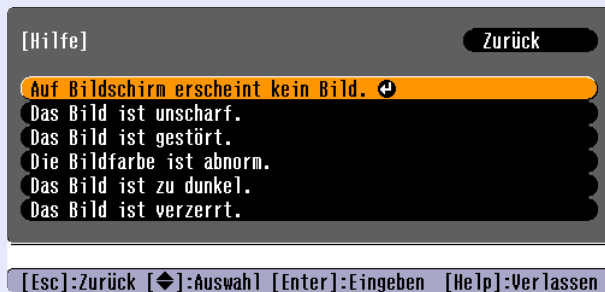 [Hilfe] Zurück
Auf Bildschirm erscheint kein Bild.
Das Bild ist unscharf.
Das Bild ist gestört.
Die Bildfarbe ist abnorm.
Das Bild ist zu dunkel.
Das Bild ist verzerrt.
[Esc]:Zurück [◆]:Auswahl [Enter]:Eingeben [Help]:Verlassen